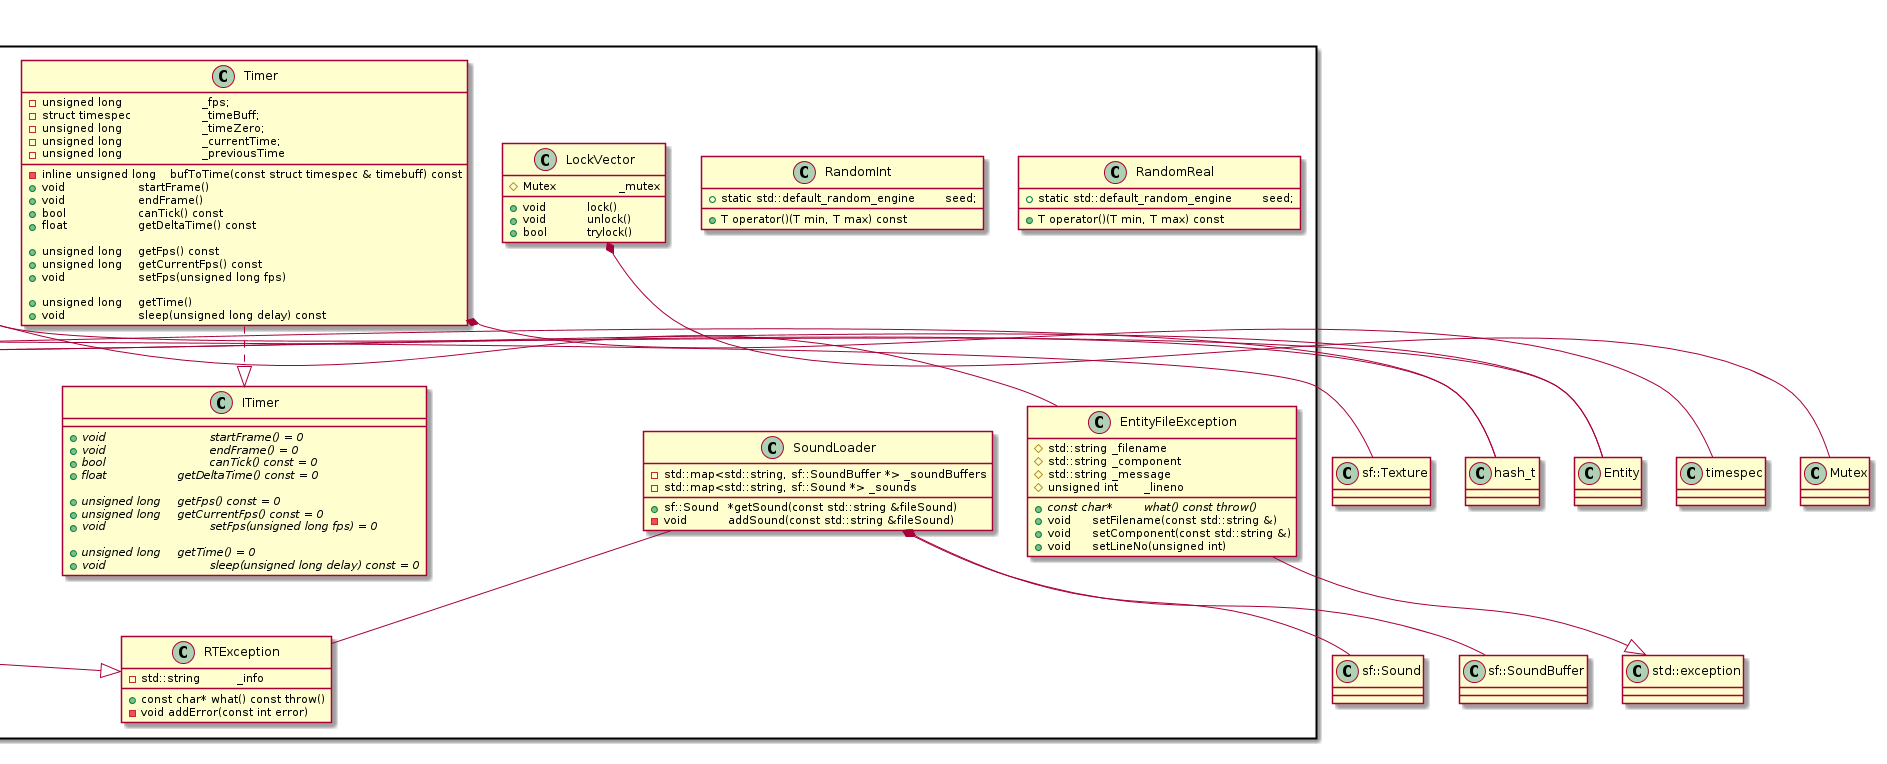 C Timer
unsigned long _fps;
struct timespec _timeBuff;
unsigned long _timeZero;
unsigned long _currentTime;
unsigned long _previousTime
inline unsigned long bufToTime(const struct timespec & timebuff) const
void startFrame()
void endFrame()
bool canTick() const
float getDeltaTime() const
unsigned long getFps() const
unsigned long getCurrentFps() const
void setFps(unsigned long fps)
unsigned long getTime()
void sleep(unsigned long delay) const
C LockVector
Mutex _mutex
void lock()
void unlock()
bool trylock()
C RandomInt
static std::default_random_engine seed;
T operator()(T min, T max) const
C RandomReal
static std::default_random_engine seed;
T operator()(T min, T max) const
C ITimer
void startFrame() = 0
void endFrame() = 0
bool canTick() const = 0
float getDeltaTime() const = 0
unsigned long getFps() const = 0
unsigned long getCurrentFps() const = 0
void setFps(unsigned long fps) = 0
unsigned long getTime() = 0
void sleep(unsigned long delay) const = 0
C SoundLoader
std::map<std::string, sf::SoundBuffer *> _soundBuffers
std::map<std::string, sf::Sound *> _sounds
sf::Sound *getSound(const std::string &fileSound)
void addSound(const std::string &fileSound)
C EntityFileException
std::string _filename
std::string _component
std::string _message
unsigned int _lineno
const char* what() const throw()
void setFilename(const std::string &)
void setComponent(const std::string &)
void setLineNo(unsigned int)
C sf::Texture
C hash_t
C Entity
C timespec
C Mutex
C RTException
std::string _info
const char* what() const throw()
void addError(const int error)
C sf::Sound
C sf::SoundBuffer
C std::exception